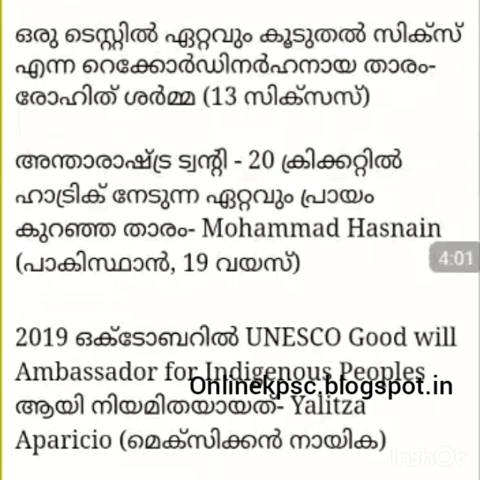 ഒരു ടെസ്റ്റിൽ ഏറ്റവും കൂടുതൽ സിക്സ്
എന്ന റെക്കോർഡിനർഹനായ താരം-
രോഹിത് ശർമ്മ (13 സിക്സസ്)
അന്താരാഷ്ട്ര ട്വന്റി - 20 ക്രിക്കറ്റിൽ
ഹാട്രിക് നേടുന്ന ഏറ്റവും പ്രായം
കുറഞ്ഞ താരം- Mohammad Hasnain
(പാകിസ്ഥാൻ, 19 വയസ്)
4:01
2019 ഒക്ടോബറിൽ UNESCO Good will
Ambassador for Indigenous Peoples
Onlinekpsc.blogspot.in
ആയി നിയമിതയായത്- Yalitza
Aparicio (മെക്സിക്കൻ നായിക)
InShOt